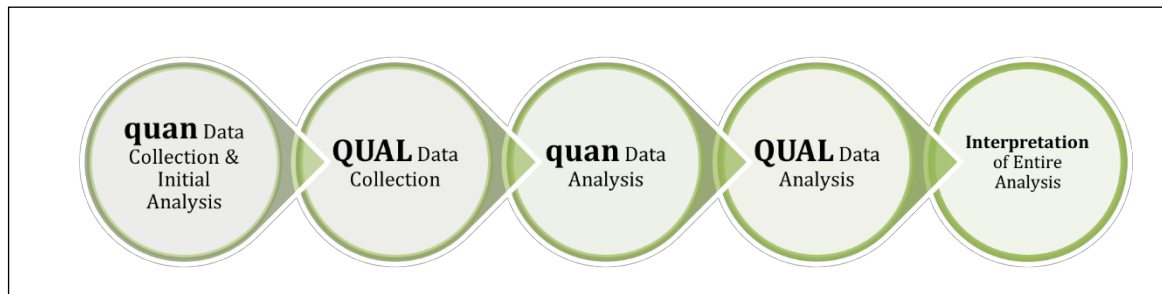 quan Data
Collection &
Initial
Analysis
QUAL Data
Collection
quan Data
Analysis
QUAL Data
Analysis
Interpretation
of Entire
Analysis